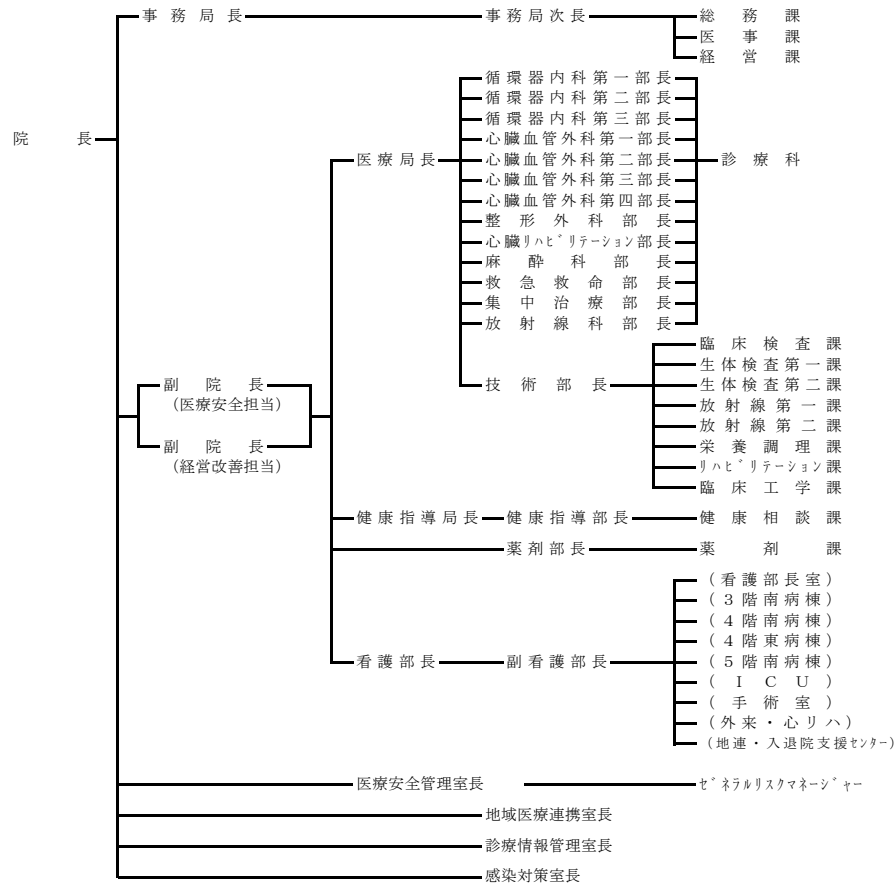 事務局長 事務局次長 総務課
医事課
経営課
循環器内科第一部長
循環器内科第二部長
循環器内科第三部長
院長 心臓血管外科第一部長
医療局長 心臓血管外科第二部長 診療科
心臓血管外科第三部長
心臓血管外科第四部長
整形外科部長
心臓ﾘﾊﾋﾞﾘﾃｰｼｮﾝ部長
麻酔科部長
救急救命部長
集中治療部長
放射線科部長
臨床検査課
生体検査第一課
副院長 技術部長 生体検査第二課
(医療安全担当) 放射線第一課
放射線第二課
副院長 栄養調理課
(経営改善担当) ﾘﾊﾋﾞﾘﾃｰｼｮﾝ課
臨床工学課
健康指導局長 健康指導部長 健康相談課
薬剤部長 薬剤課
(看護部長室)
(3階南病棟)
(4階南病棟)
(4階東病棟)
看護部長 副看護部長 (5階南病棟)
(ICU)
(手術室)
(外来・心リハ)
(地連・入退院支援ｾﾝﾀｰ)
医療安全管理室長 ｾﾞﾈﾗﾙﾘｽｸﾏﾈｰｼﾞｬｰ
地域医療連携室長
診療情報管理室長
感染対策室長